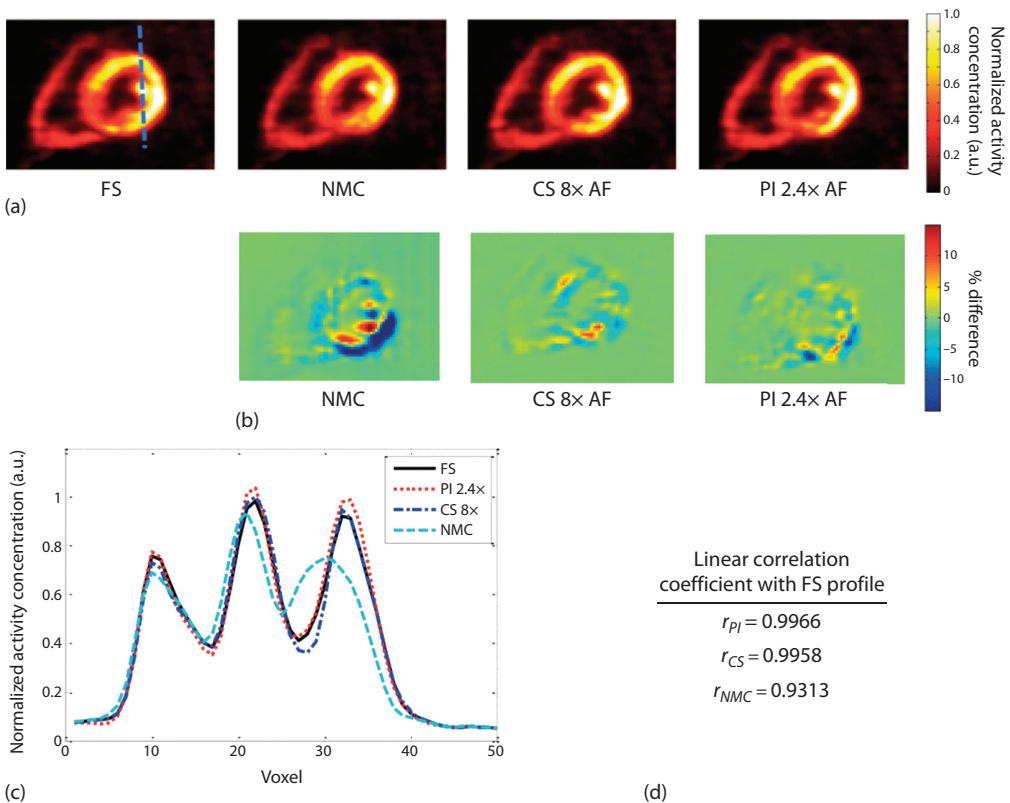 1.0
0.8
0.6
0.4
0.2
0
Normalized activity
concentration (a.u.)
FS
NMC
CS 8× AF
PI 2.4× AF
(a)
10
5
0
−5
−10
% difference
NMC
CS 8× AF
PI 2.4× AF
(b)
Normalized activity concentration (a.u.)
1
0.8
0.6
0.4
0.2
0
FS
PI 2.4×
CS 8×
NMC
0
10
20
30
40
50
Voxel
(c)
Linear correlation
coefficient with FS profile
rPI = 0.9966
rCS = 0.9958
rNMC = 0.9313
(d)